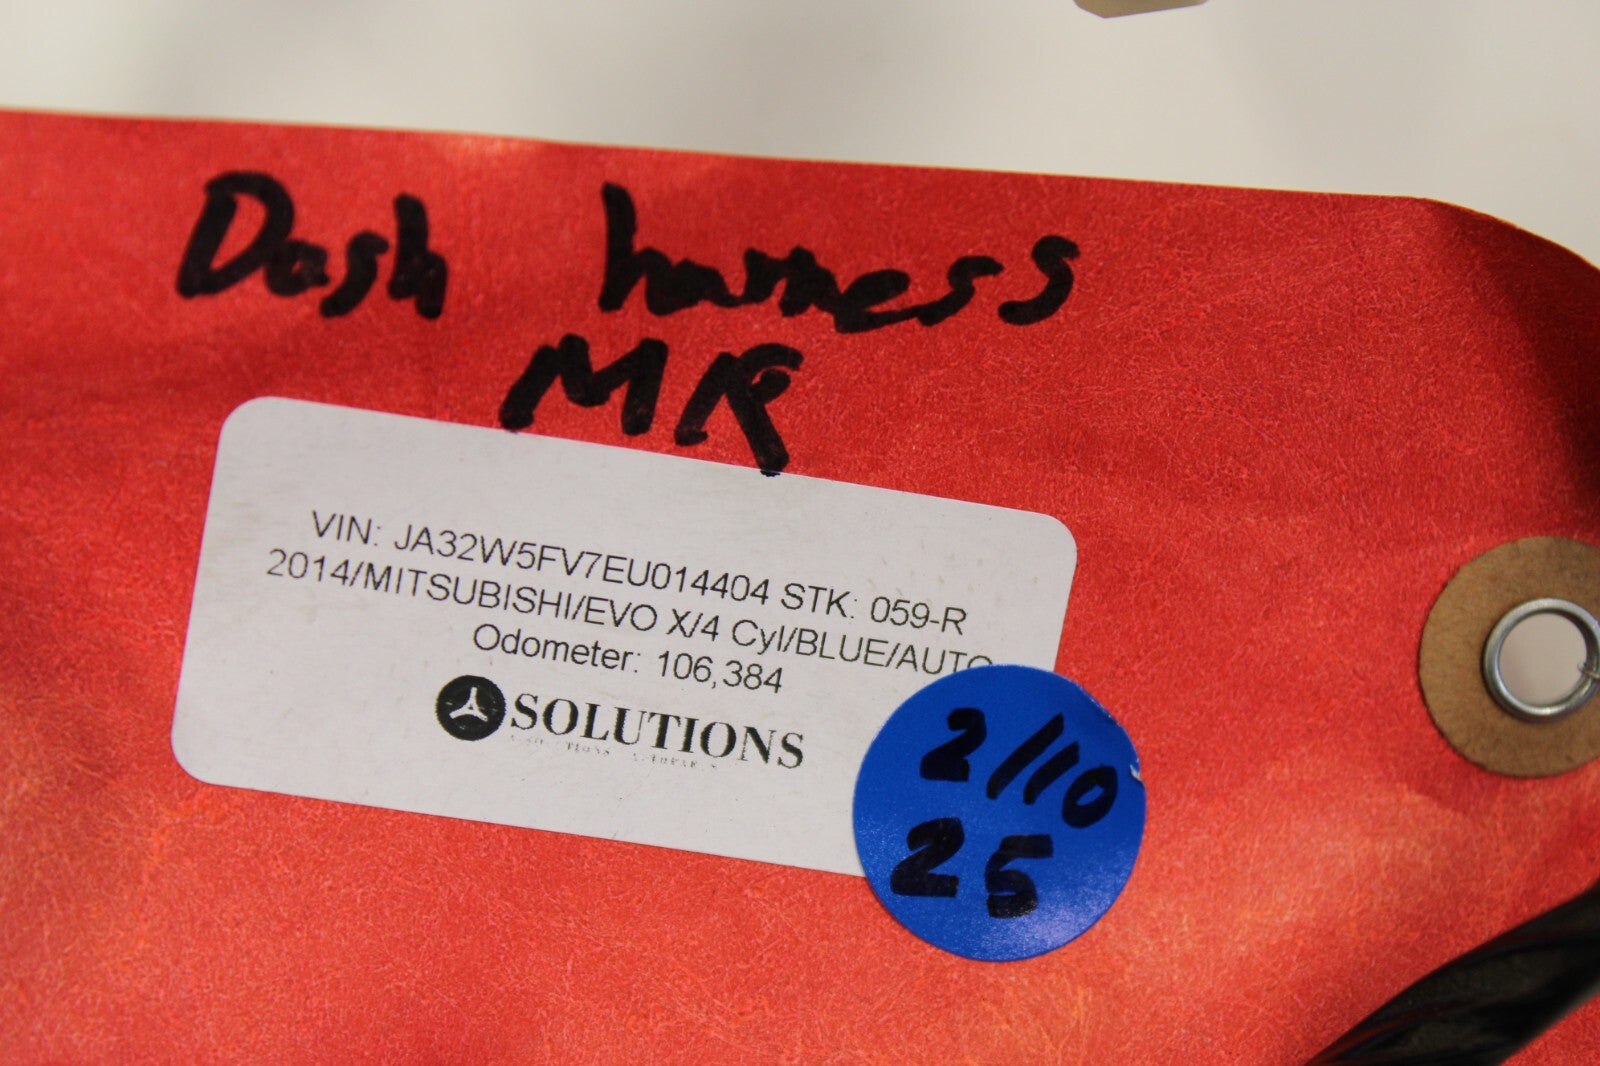 Dash harness
MR
VIN: JA32W5FV7EU014404 STK: 059-R
2014/MITSUBISHI/EVO X/4 Cyl/BLUE/AUTO
Odometer: 106,384
SOLUTIONS
2/10
25